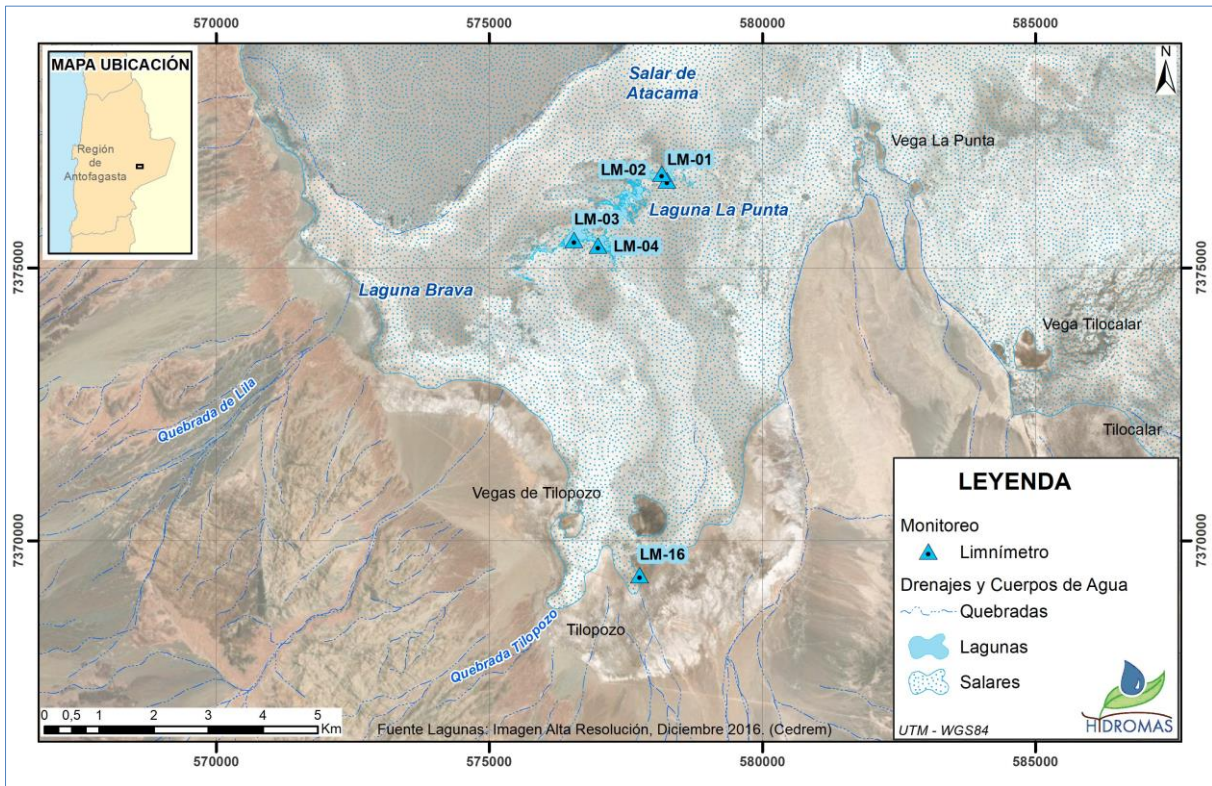 570000
575000
580000
585000
MAPA UBICACIÓN
Región
de
Antofagasta
N
Salar de
Atacama
Vega La Punta
LM-01
LM-02
Laguna La Punta
LM-03
LM-04
7375000
7375000
Laguna Brava
Vega Tilocalar
Quebrada de Lila
Tilocalar
Vegas de Tilopozo
7370000
7370000
LM-16
Tilopozo
Quebrada Tilopozo
LEYENDA
Monitoreo
Limnímetro
Drenajes y Cuerpos de Agua
Quebradas
Lagunas
Salares
UTM - WGS84
HIDROMAS
0 0,5 1 2 3 4 5
Km
Fuente Lagunas: Imagen Alta Resolución, Diciembre 2016. (Cedrem)
570000
575000
580000
585000